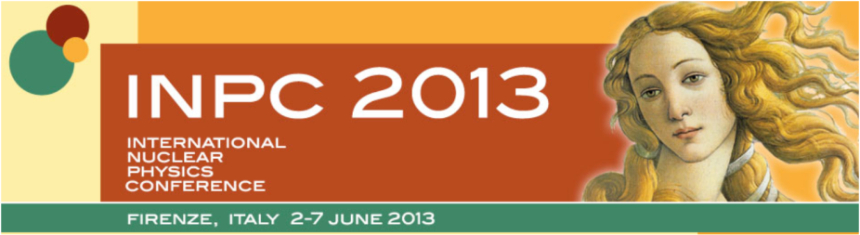 INPC 2013
INTERNATIONAL
NUCLEAR
PHYSICS
CONFERENCE
FIRENZE, ITALY 2-7 JUNE 2013